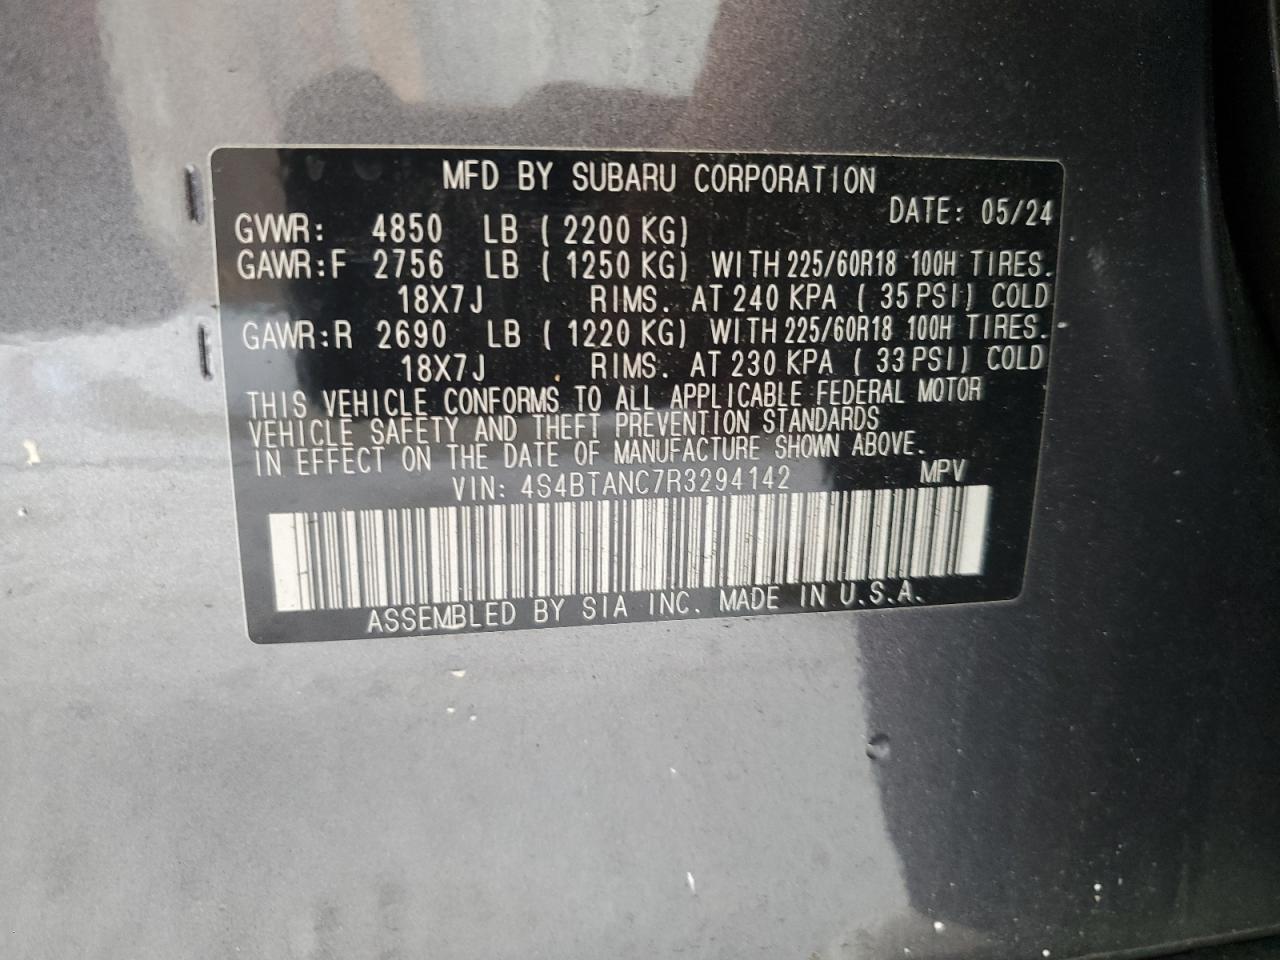 MFD BY SUBARU CORPORATION
DATE: 05/24
GVWR: 4850 LB ( 2200 KG)
GAWR:F 2756 LB ( 1250 KG) WITH 225/60R18 100H TIRES.
18X7J RIMS. AT 240 KPA ( 35 PSI) COLD
GAWR:R 2690 LB ( 1220 KG) WITH 225/60R18 100H TIRES.
18X7J RIMS. AT 230 KPA ( 33 PSI) COLD
THIS VEHICLE CONFORMS TO ALL APPLICABLE FEDERAL MOTOR
VEHICLE SAFETY AND THEFT PREVENTION STANDARDS
IN EFFECT ON THE DATE OF MANUFACTURE SHOWN ABOVE.
VIN: 4S4BTANC7R3294142 MPV
ASSEMBLED BY SIA INC. MADE IN U.S.A.